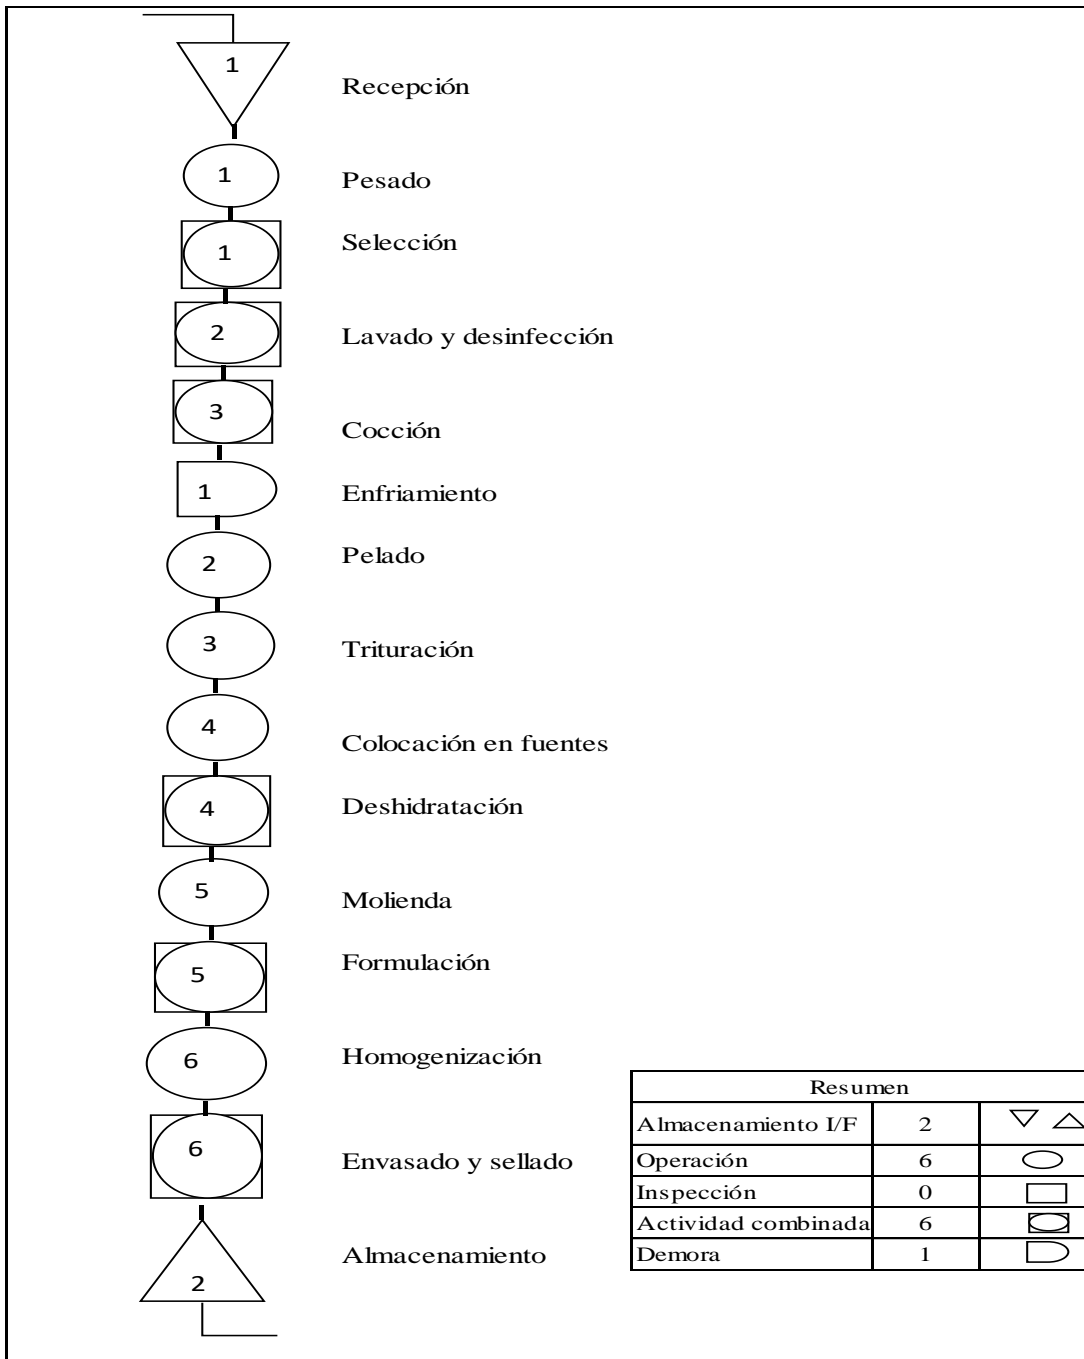 1
Recepción
1
Pesado
1
Selección
2
Lavado y desinfección
3
Cocción
1
Enfriamiento
2
Pelado
3
Trituración
4
Colocación en fuentes
4
Deshidratación
5
Molienda
5
Formulación
6
Homogenización
6
Envasado y sellado
2
Almacenamiento
Resumen
Almacenamiento I/F 2
Operación 6
Inspección 0
Actividad combinada 6
Demora 1